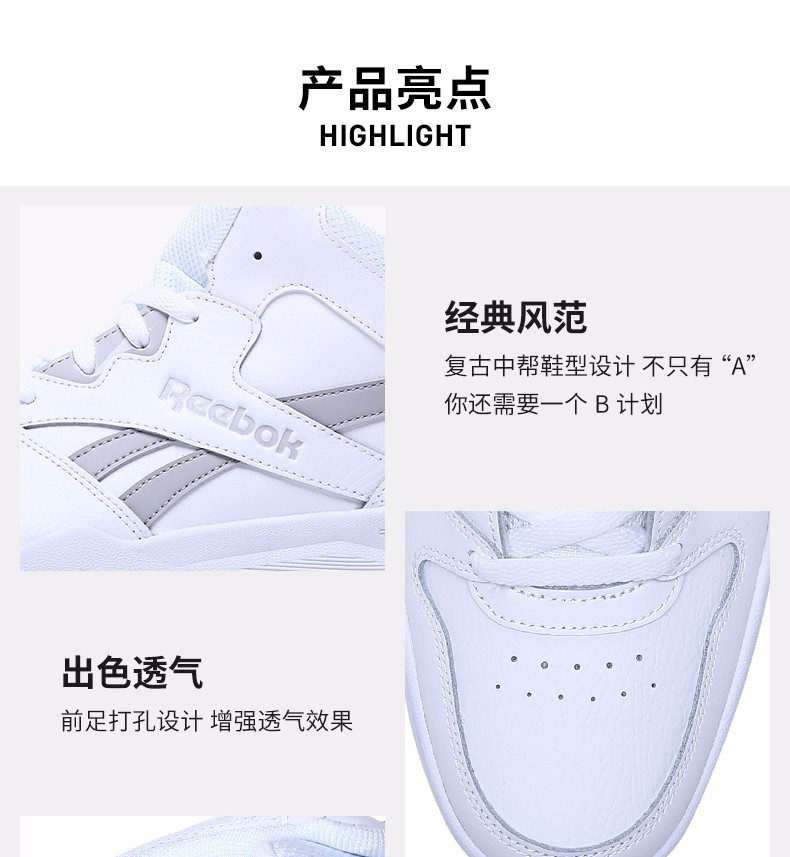 产品亮点
HIGHLIGHT
Reebok
经典风范
复古中帮鞋型设计 不只有 “A”
你还需要一个 B 计划
出色透气
前足打孔设计 增强透气效果